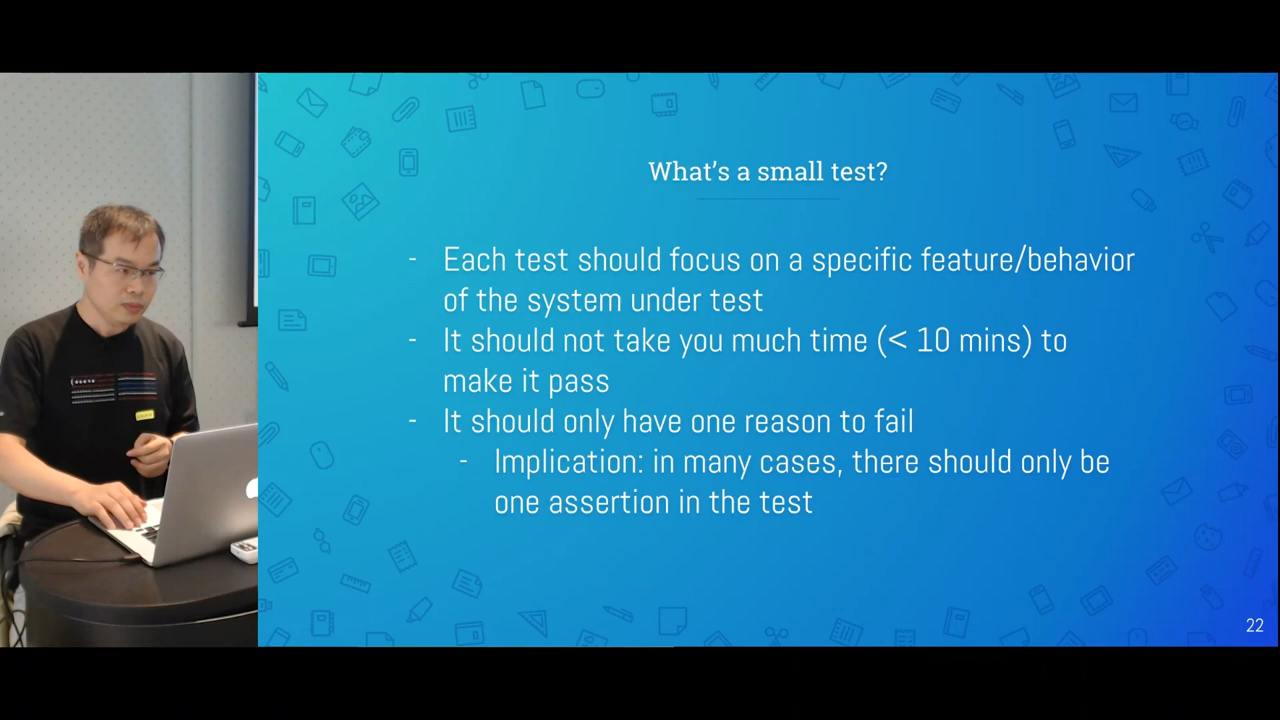 What's a small test?
- Each test should focus on a specific feature/behavior
of the system under test
- It should not take you much time (< 10 mins) to
make it pass
- It should only have one reason to fail
- Implication: in many cases, there should only be
one assertion in the test
22